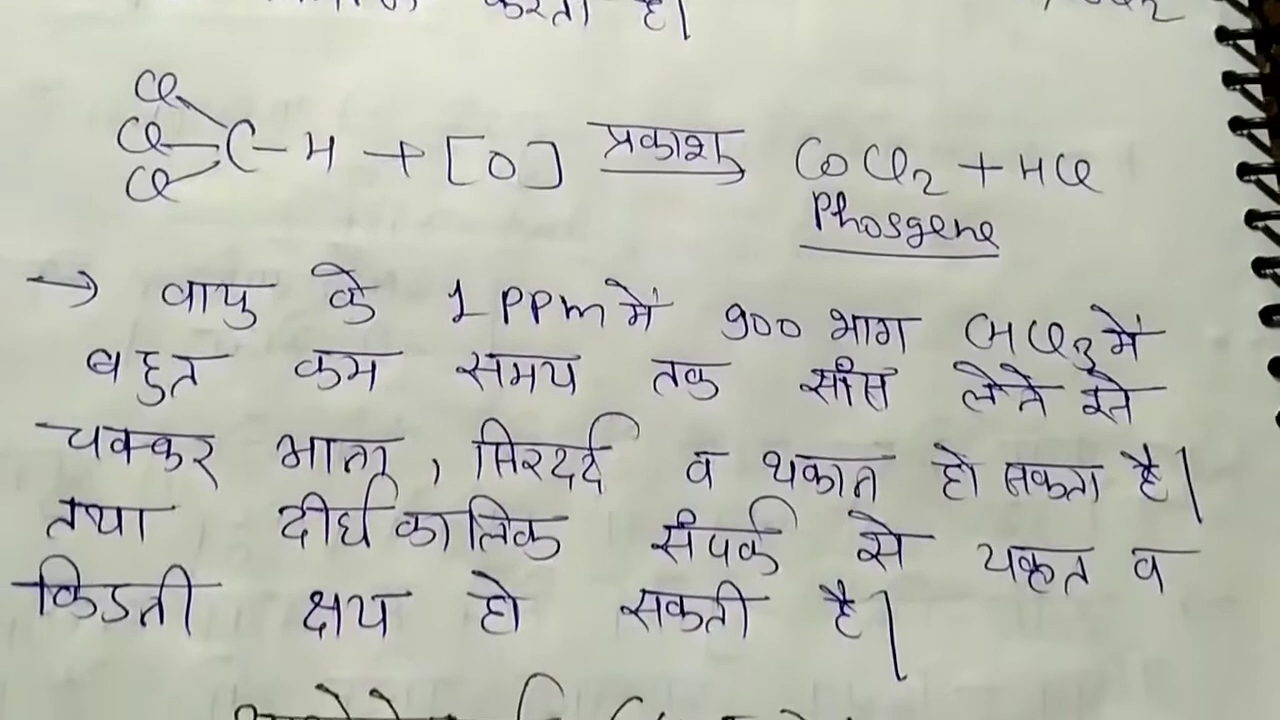 करता है।
Cl
Cl C-H + [O] प्रकाश COCl2 + HCl
Cl
Phosgene
→ वायु के 1 PPm में 900 भाग CHCl3 में
बहुत कम समय तक सांस लेने से
चक्कर आना, सिरदर्द व थकान हो सकता है।
तथा दीर्घकालिक संपर्क से यकृत व
किडनी क्षय हो सकती है।